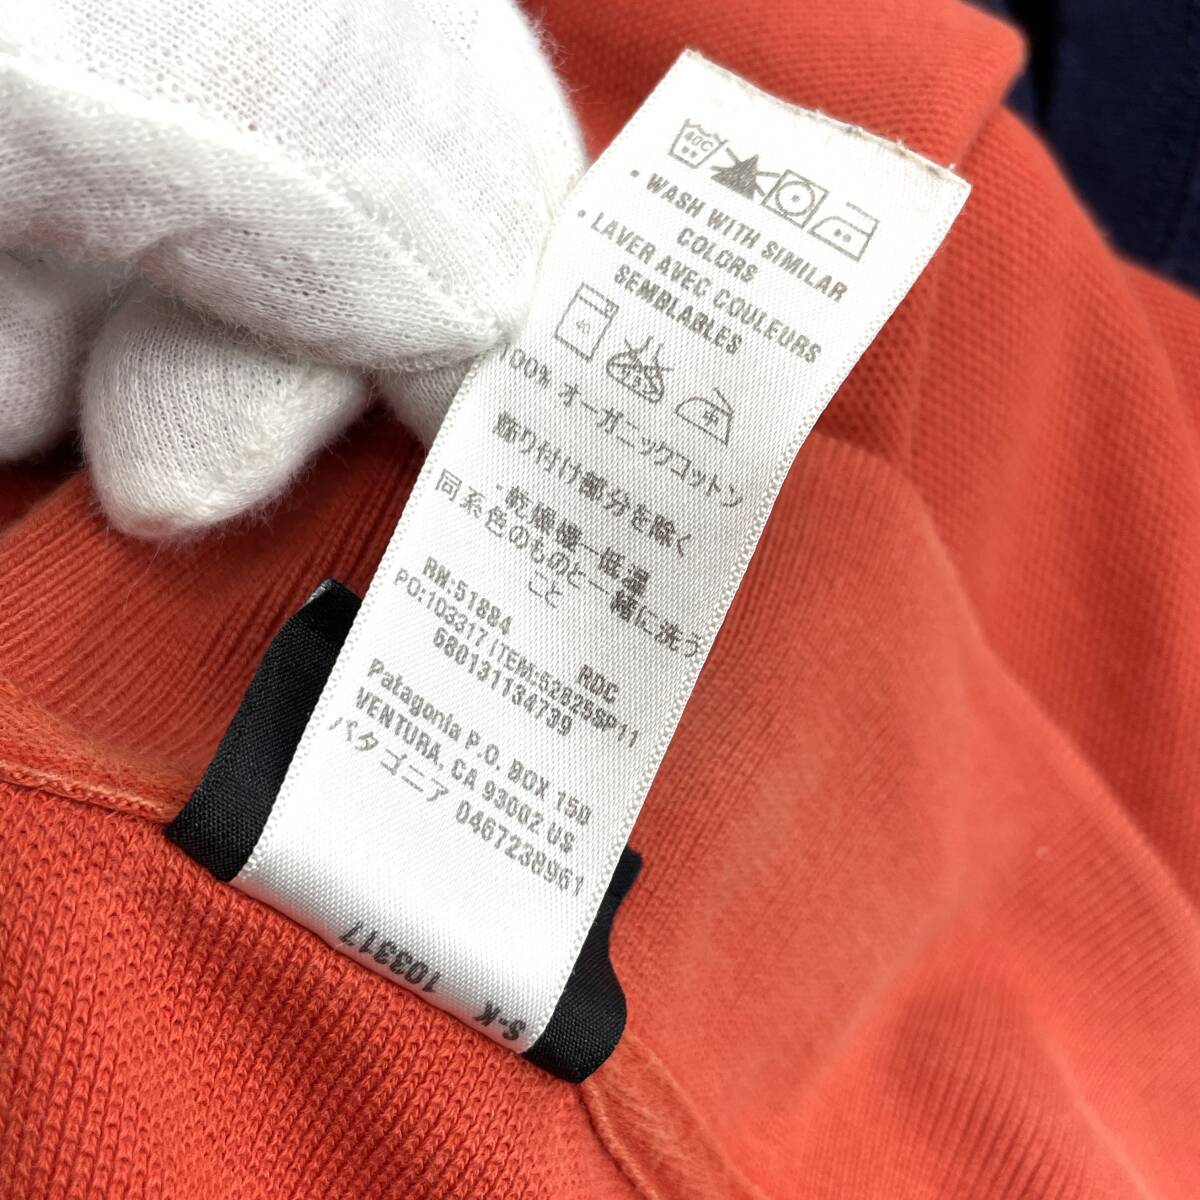 40C
• WASH WITH SIMILAR
COLORS
• LAVER AVEC COULEURS
SEMBLABLES
40
100% オーガニックコットン
飾り付け部分を除く
・乾燥機ー低温
同系色のものと一緒に洗う
こと
RN:51884 RDC
PO:103317 ITEM:52625SP11
680131134739
Patagonia P.O. BOX 150
VENTURA, CA 93002 US
パタゴニア 0467238961
S-K 103317